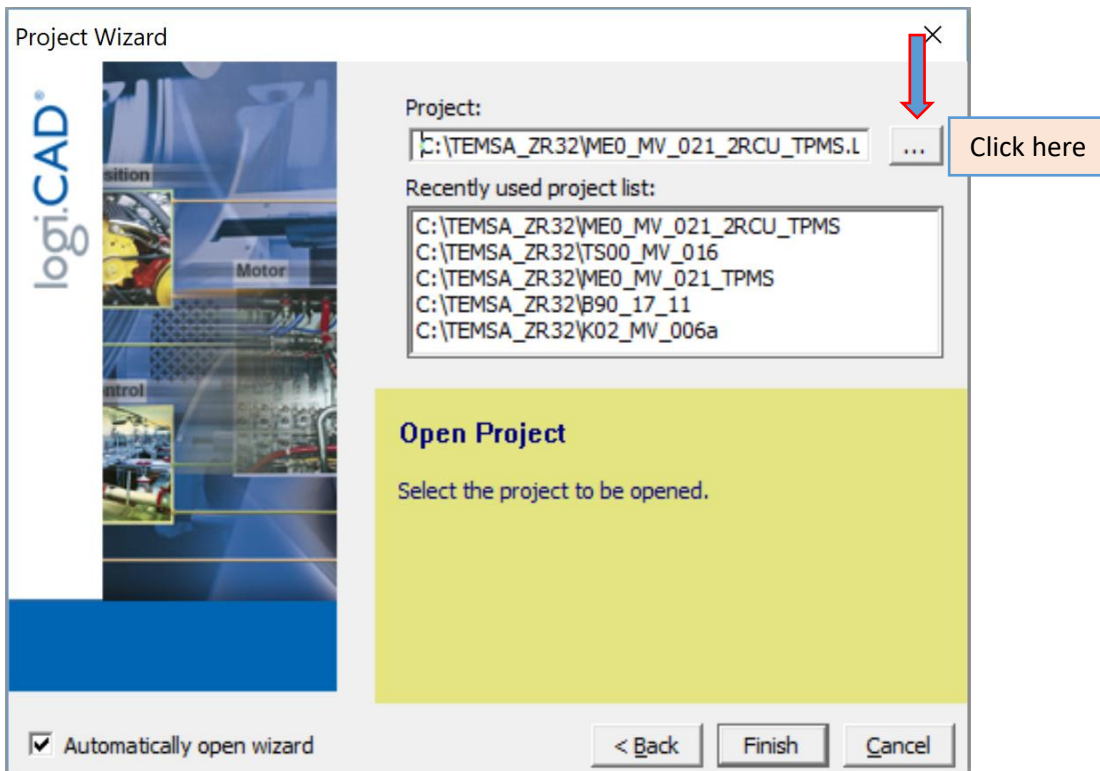 Project Wizard
logi.CAD®
sition
Motor
ntrol
Project:
C:\TEMSA_ZR32\ME0_MV_021_2RCU_TPMS.L
...
Click here
Recently used project list:
C:\TEMSA_ZR32\ME0_MV_021_2RCU_TPMS
C:\TEMSA_ZR32\TS00_MV_016
C:\TEMSA_ZR32\ME0_MV_021_TPMS
C:\TEMSA_ZR32\B90_17_11
C:\TEMSA_ZR32\K02_MV_006a
Open Project
Select the project to be opened.
Automatically open wizard
< Back
Finish
Cancel